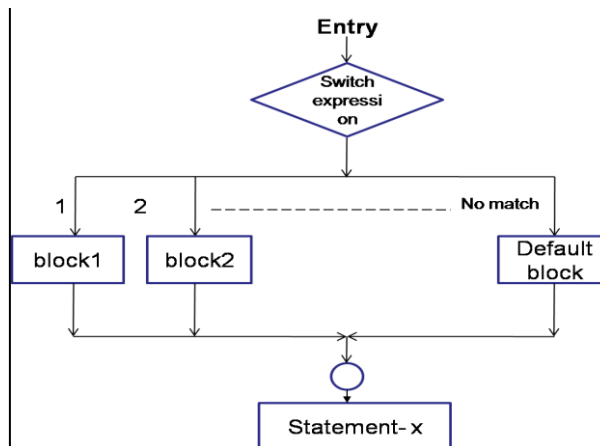 Entry
Switch
expressi
on
1
2
No match
block1
block2
Default
block
Statement-x